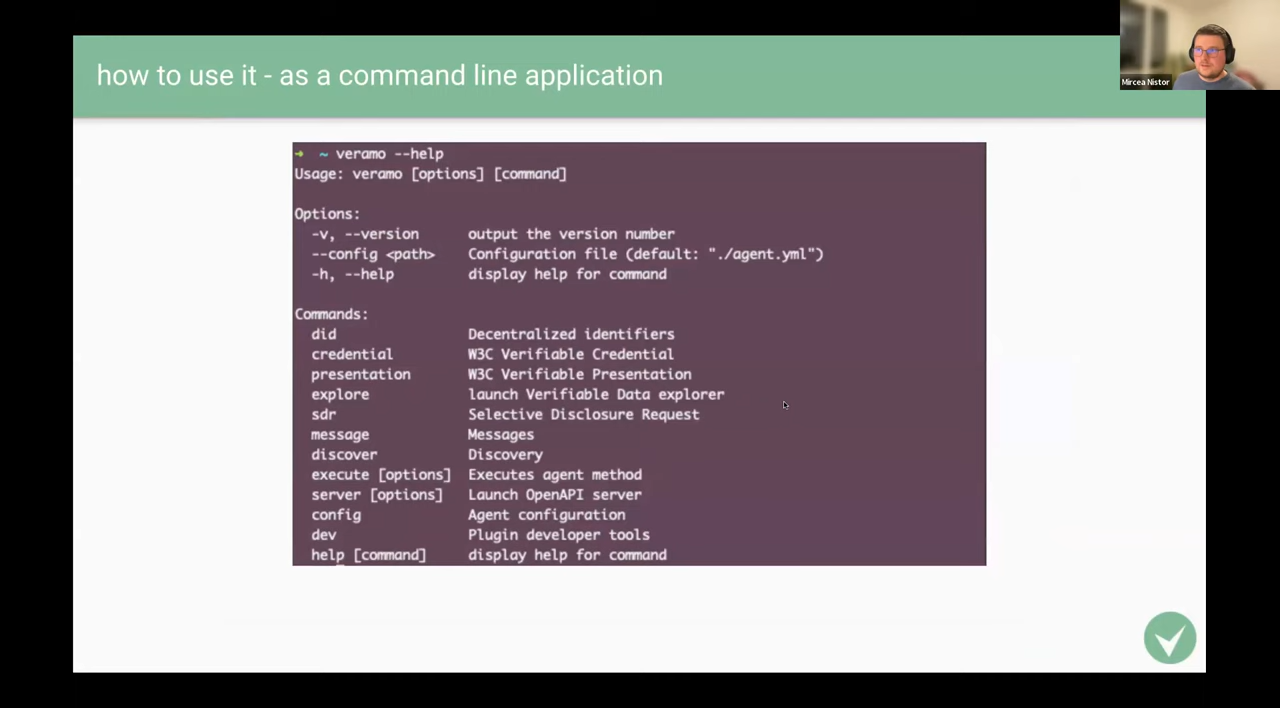 how to use it - as a command line application
Mircea Nistor
➜ ~ veramo --help
Usage: veramo [options] [command]
Options:
-v, --version output the version number
--config <path> Configuration file (default: "./agent.yml")
-h, --help display help for command
Commands:
did Decentralized identifiers
credential W3C Verifiable Credential
presentation W3C Verifiable Presentation
explore launch Verifiable Data explorer
sdr Selective Disclosure Request
message Messages
discover Discovery
execute [options] Executes agent method
server [options] Launch OpenAPI server
config Agent configuration
dev Plugin developer tools
help [command] display help for command